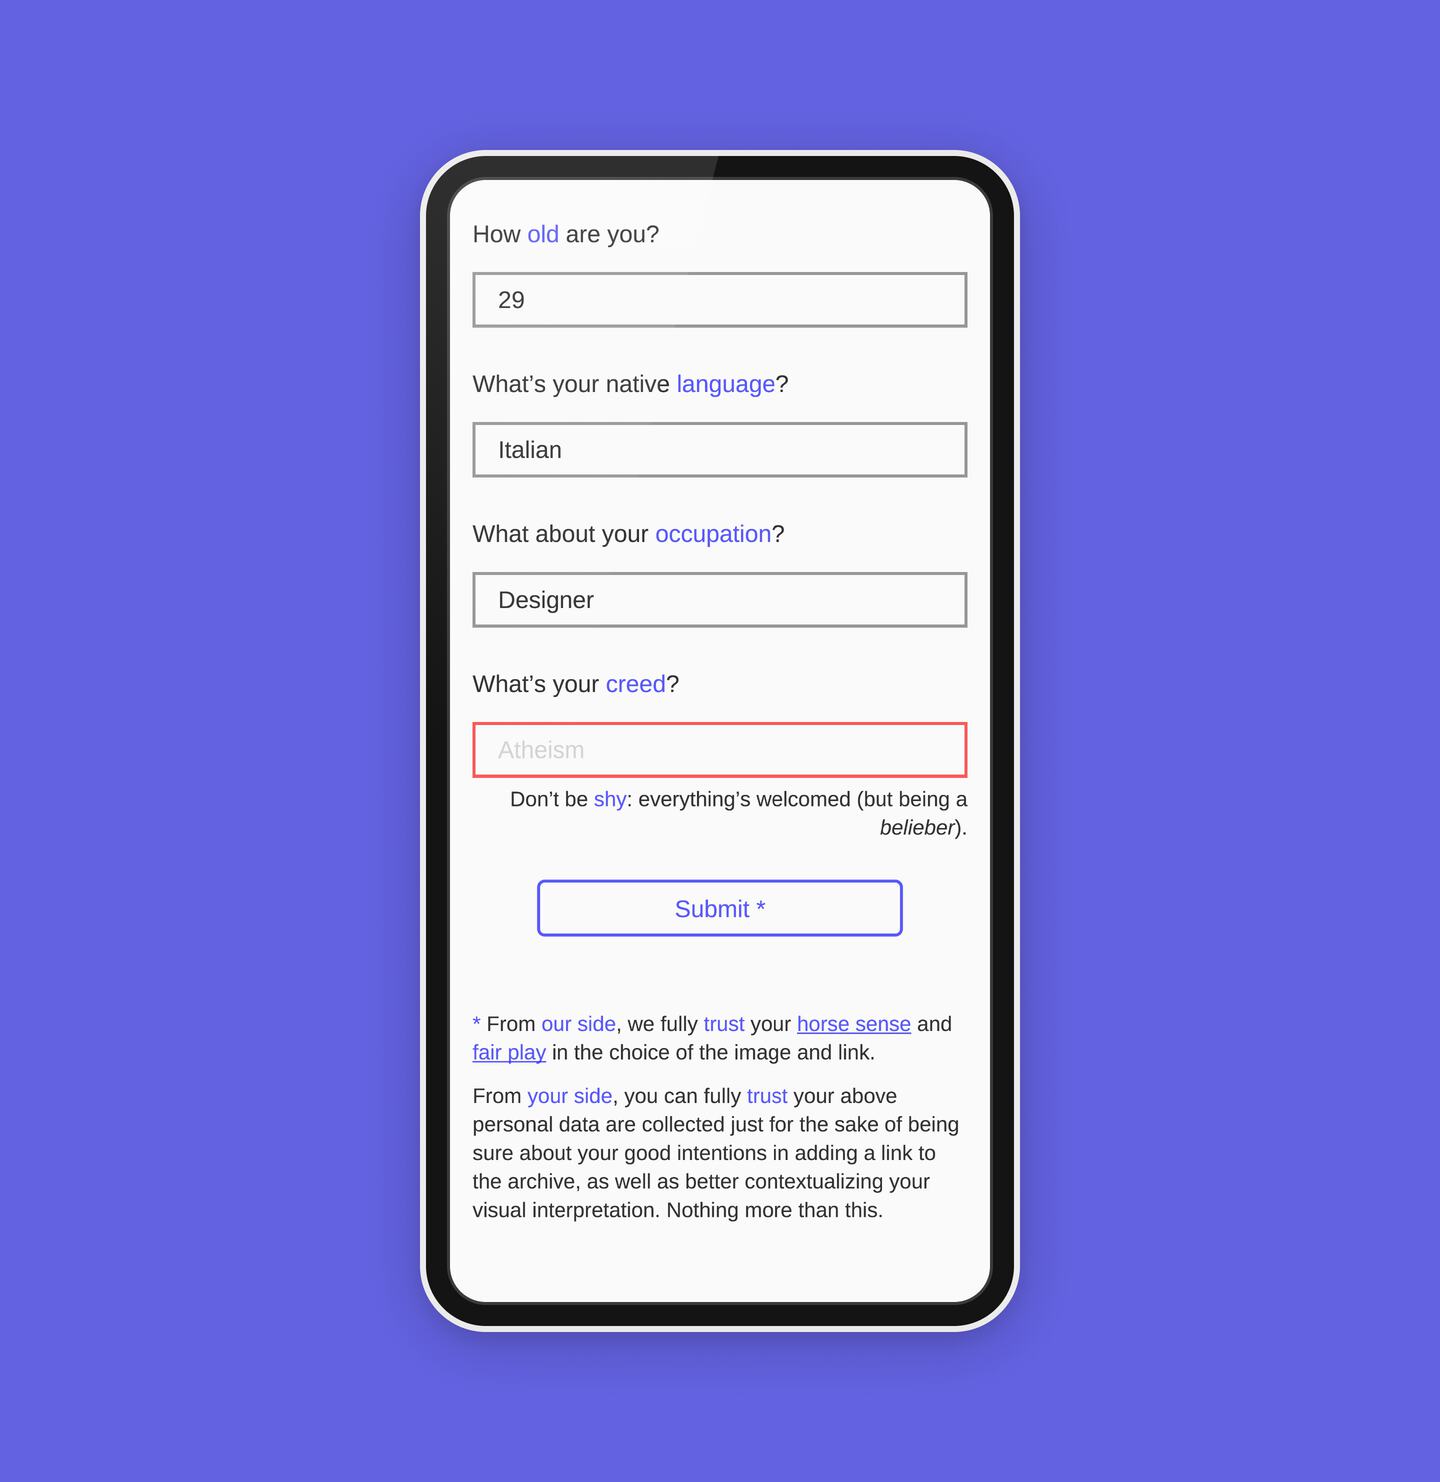 How old are you?
29
What’s your native language?
Italian
What about your occupation?
Designer
What’s your creed?
Atheism
Don’t be shy: everything’s welcomed (but being a
belieber).
Submit *
* From our side, we fully trust your horse sense and
fair play in the choice of the image and link.
From your side, you can fully trust your above
personal data are collected just for the sake of being
sure about your good intentions in adding a link to
the archive, as well as better contextualizing your
visual interpretation. Nothing more than this.